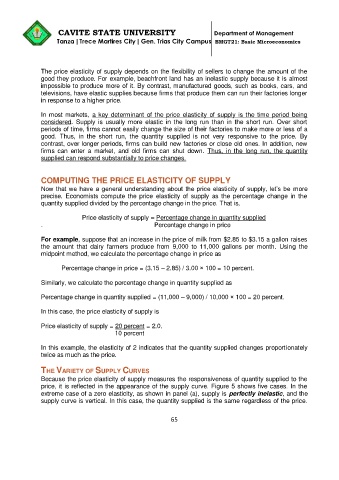 CAVITE STATE UNIVERSITY
Department of Management
Tanza |Trece Martires City | Gen. Trias City Campus BMGT21: Basic Microeconomics
The price elasticity of supply depends on the flexibility of sellers to change the amount of the
good they produce. For example, beachfront land has an inelastic supply because it is almost
impossible to produce more of it. By contrast, manufactured goods, such as books, cars, and
televisions, have elastic supplies because firms that produce them can run their factories longer
in response to a higher price.
In most markets, a key determinant of the price elasticity of supply is the time period being
considered. Supply is usually more elastic in the long run than in the short run. Over short
periods of time, firms cannot easily change the size of their factories to make more or less of a
good. Thus, in the short run, the quantity supplied is not very responsive to the price. By
contrast, over longer periods, firms can build new factories or close old ones. In addition, new
firms can enter a market, and old firms can shut down. Thus, in the long run, the quantity
supplied can respond substantially to price changes.
COMPUTING THE PRICE ELASTICITY OF SUPPLY
Now that we have a general understanding about the price elasticity of supply, let's be more
precise. Economists compute the price elasticity of supply as the percentage change in the
quantity supplied divided by the percentage change in the price. That is,
Price elasticity of supply = Percentage change in quantity supplied
. Percentage change in price
For example, suppose that an increase in the price of milk from $2.85 to $3.15 a gallon raises
the amount that dairy farmers produce from 9,000 to 11,000 gallons per month. Using the
midpoint method, we calculate the percentage change in price as
Percentage change in price = (3.15 – 2.85) / 3.00 × 100 = 10 percent.
Similarly, we calculate the percentage change in quantity supplied as
Percentage change in quantity supplied = (11,000 – 9,000) / 10,000 × 100 = 20 percent.
In this case, the price elasticity of supply is
Price elasticity of supply = 20 percent = 2.0.
10 percent
In this example, the elasticity of 2 indicates that the quantity supplied changes proportionately
twice as much as the price.
THE VARIETY OF SUPPLY CURVES
Because the price elasticity of supply measures the responsiveness of quantity supplied to the
price, it is reflected in the appearance of the supply curve. Figure 5 shows five cases. In the
extreme case of a zero elasticity, as shown in panel (a), supply is perfectly inelastic, and the
supply curve is vertical. In this case, the quantity supplied is the same regardless of the price.
65